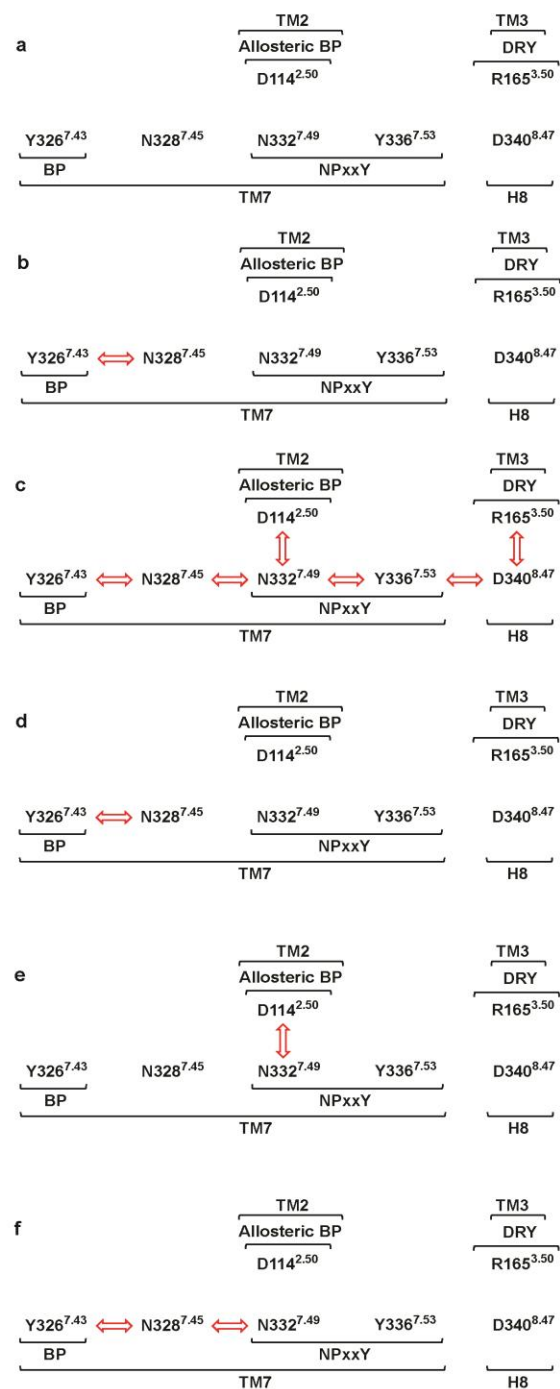 a
TM2 TM3
Allosteric BP DRY
D114^2.50 R165^3.50
Y326^7.43 N328^7.45 N332^7.49 Y336^7.53 D340^8.47
BP NPxxY
TM7 H8
b
TM2 TM3
Allosteric BP DRY
D114^2.50 R165^3.50
Y326^7.43 N328^7.45 N332^7.49 Y336^7.53 D340^8.47
BP NPxxY
TM7 H8
c
TM2 TM3
Allosteric BP DRY
D114^2.50 R165^3.50
Y326^7.43 N328^7.45 N332^7.49 Y336^7.53 D340^8.47
BP NPxxY
TM7 H8
d
TM2 TM3
Allosteric BP DRY
D114^2.50 R165^3.50
Y326^7.43 N328^7.45 N332^7.49 Y336^7.53 D340^8.47
BP NPxxY
TM7 H8
e
TM2 TM3
Allosteric BP DRY
D114^2.50 R165^3.50
Y326^7.43 N328^7.45 N332^7.49 Y336^7.53 D340^8.47
BP NPxxY
TM7 H8
f
TM2 TM3
Allosteric BP DRY
D114^2.50 R165^3.50
Y326^7.43 N328^7.45 N332^7.49 Y336^7.53 D340^8.47
BP NPxxY
TM7 H8